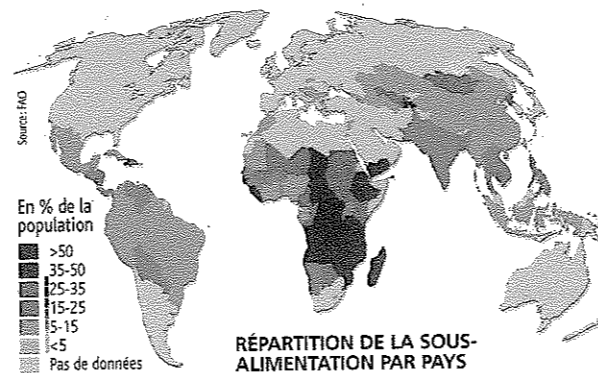 Source: FAO
En % de la
population
>50
35-50
25-35
15-25
5-15
<5
Pas de données
RÉPARTITION DE LA SOUS-
ALIMENTATION PAR PAYS